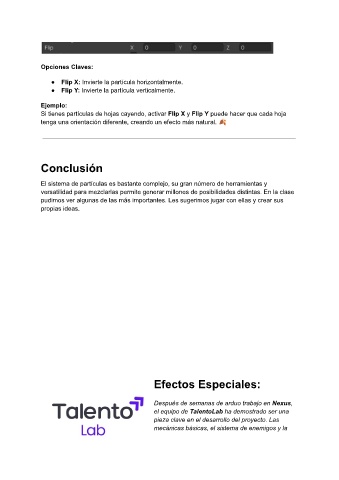 Flip X 0 Y 0 Z 0
Opciones Claves:
● Flip X: Invierte la partícula horizontalmente.
● Flip Y: Invierte la partícula verticalmente.
Ejemplo:
Si tienes partículas de hojas cayendo, activar Flip X y Flip Y puede hacer que cada hoja
tenga una orientación diferente, creando un efecto más natural. 🍂
Conclusión
El sistema de partículas es bastante complejo, su gran número de herramientas y
versatilidad para mezclarlas permite generar millones de posibilidades distintas. En la clase
pudimos ver algunas de las más importantes. Les sugerimos jugar con ellas y crear sus
propias ideas.
Efectos Especiales:
Talento
Lab
Después de semanas de arduo trabajo en Nexus,
el equipo de TalentoLab ha demostrado ser una
pieza clave en el desarrollo del proyecto. Las
mecánicas básicas, el sistema de enemigos y la